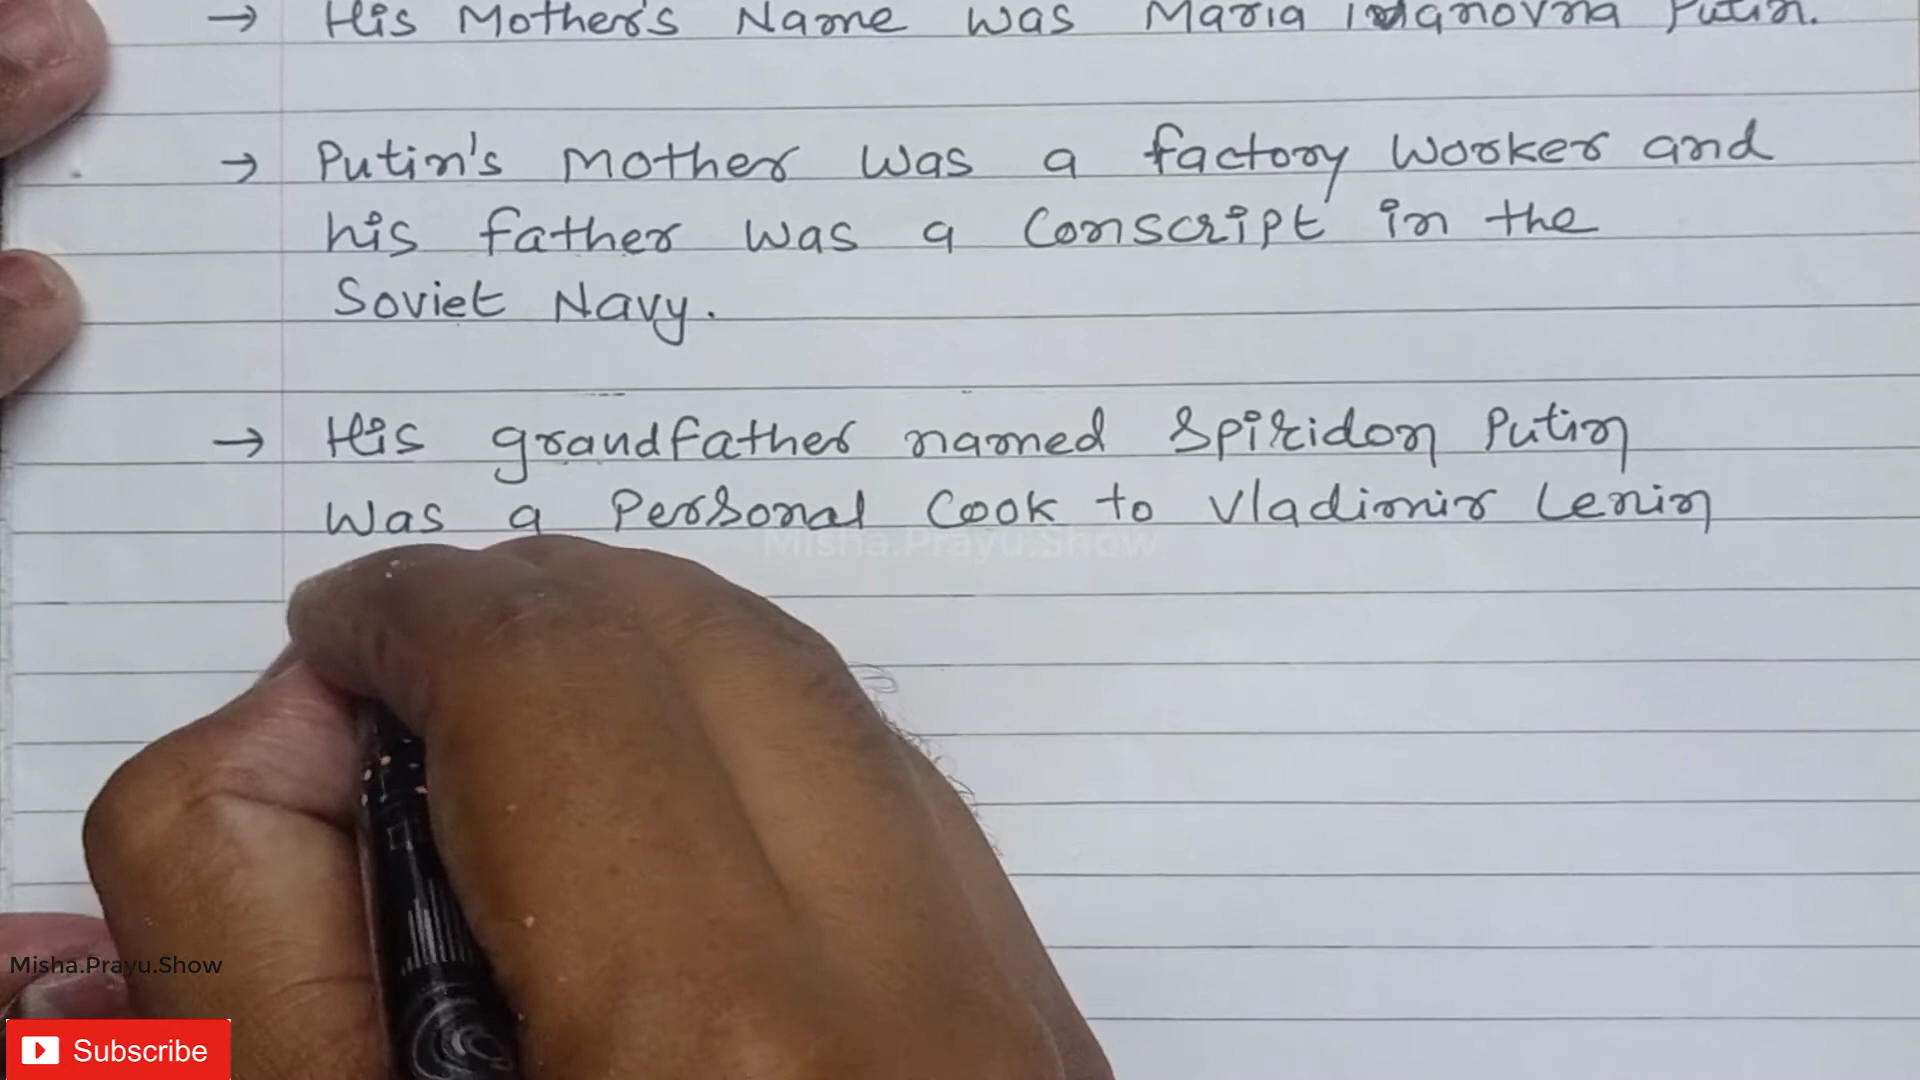 → His Mother's Name was Maria Putin.
→ Putin's Mother was a factory worker and
his father was a Conscript in the
Soviet Navy.
→ His grandfather named Spiridon Putin
was a Personal Cook to Vladimir Lenin
Misha.Prayu.Show
Misha.Prayu.Show
Subscribe